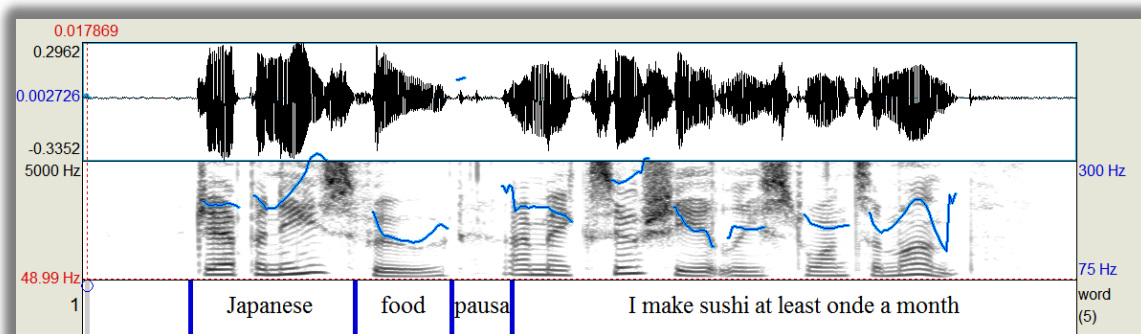 0.017869
0.2962
0.002726
-0.3352
5000 Hz 300 Hz
48.99 Hz 75 Hz
1 Japanese food pausa I make sushi at least onde a month word
(5)